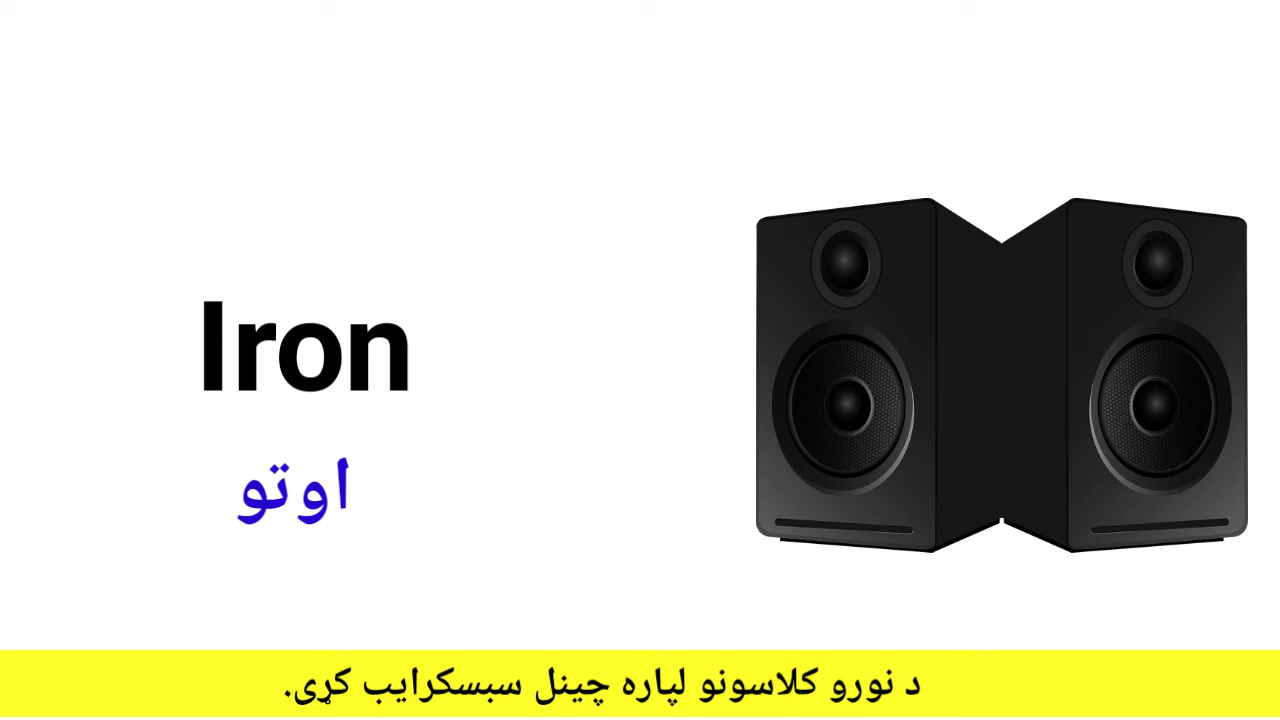 Iron
اوتو
د نورو کلاسونو لپاره چینل سبسکرایب کړی.